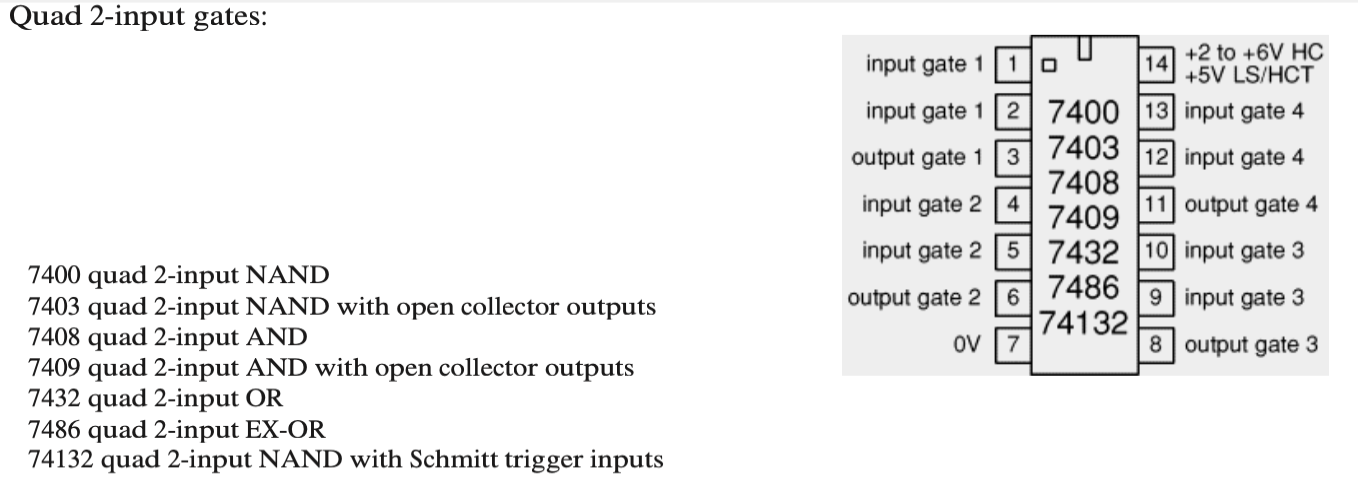 Quad 2-input gates:
7400 quad 2-input NAND
7403 quad 2-input NAND with open collector outputs
7408 quad 2-input AND
7409 quad 2-input AND with open collector outputs
7432 quad 2-input OR
7486 quad 2-input EX-OR
74132 quad 2-input NAND with Schmitt trigger inputs
input gate 1 1
input gate 1 2
output gate 1 3
input gate 2 4
input gate 2 5
output gate 2 6
0V 7
7400
7403
7408
7409
7432
7486
74132
14 +2 to +6V HC
+5V LS/HCT
13 input gate 4
12 input gate 4
11 output gate 4
10 input gate 3
9 input gate 3
8 output gate 3